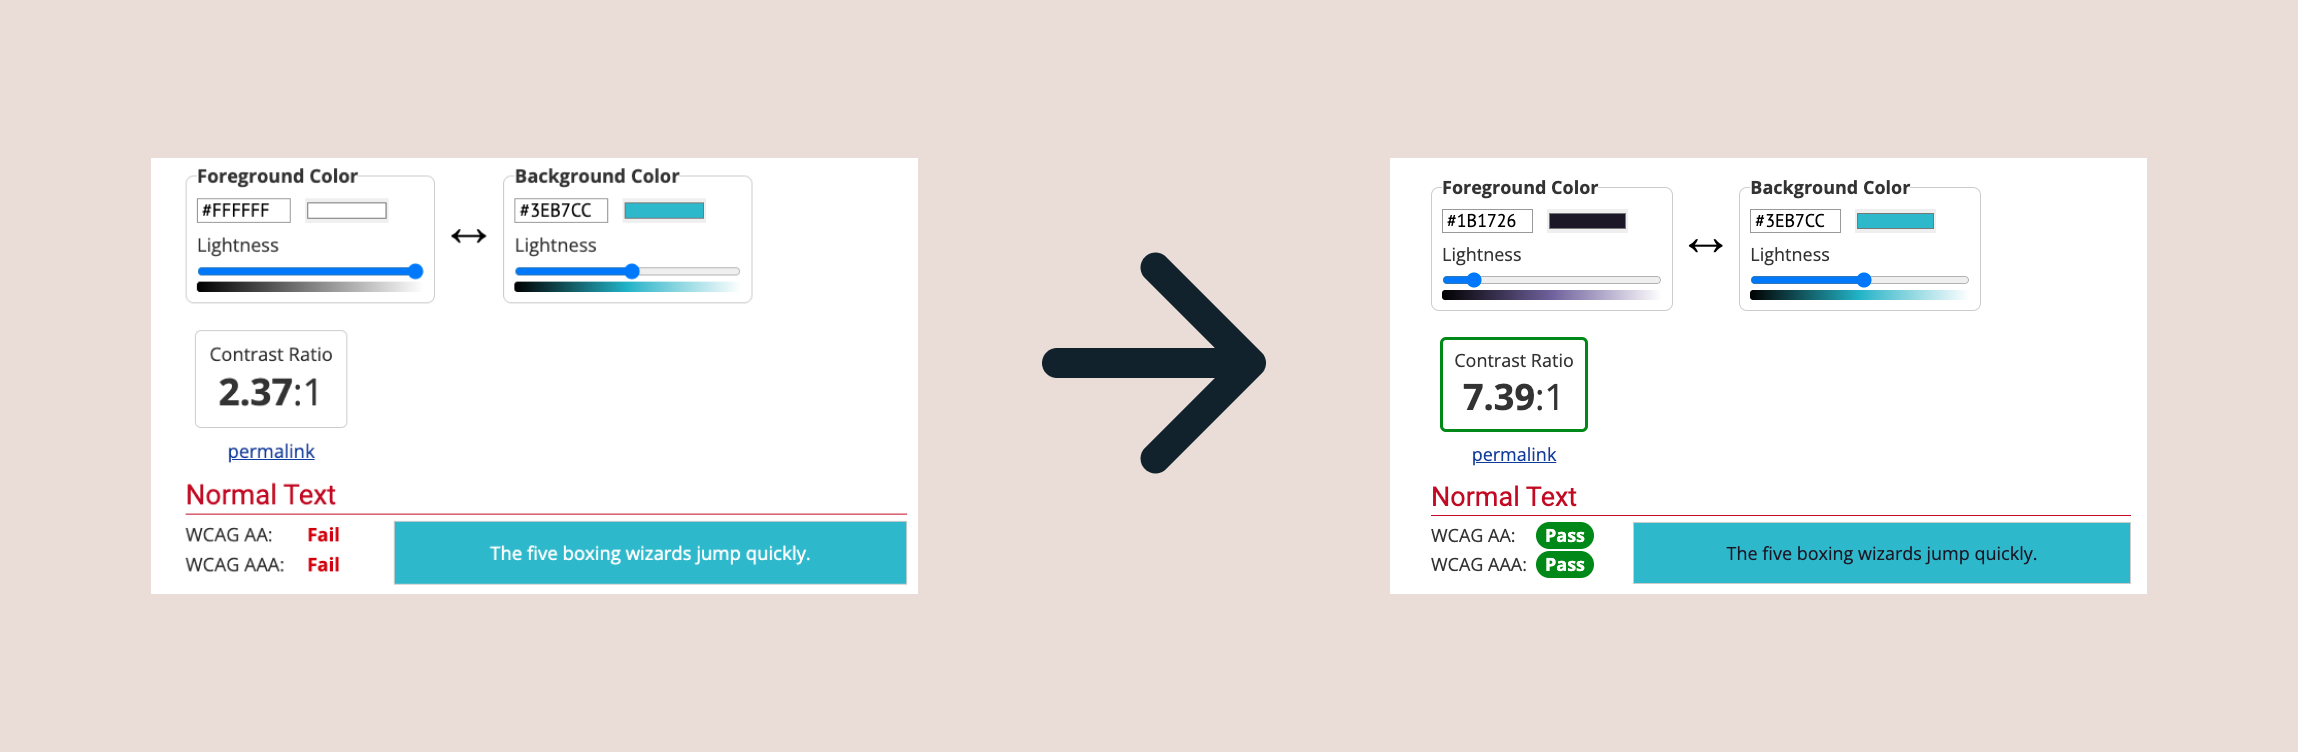 Foreground Color
#FFFFFF
Lightness
Background Color
#3EB7CC
Lightness
Contrast Ratio
2.37:1
permalink
Normal Text
WCAG AA: Fail
WCAG AAA: Fail
The five boxing wizards jump quickly.
Foreground Color
#1B1726
Lightness
Background Color
#3EB7CC
Lightness
Contrast Ratio
7.39:1
permalink
Normal Text
WCAG AA: Pass
WCAG AAA: Pass
The five boxing wizards jump quickly.